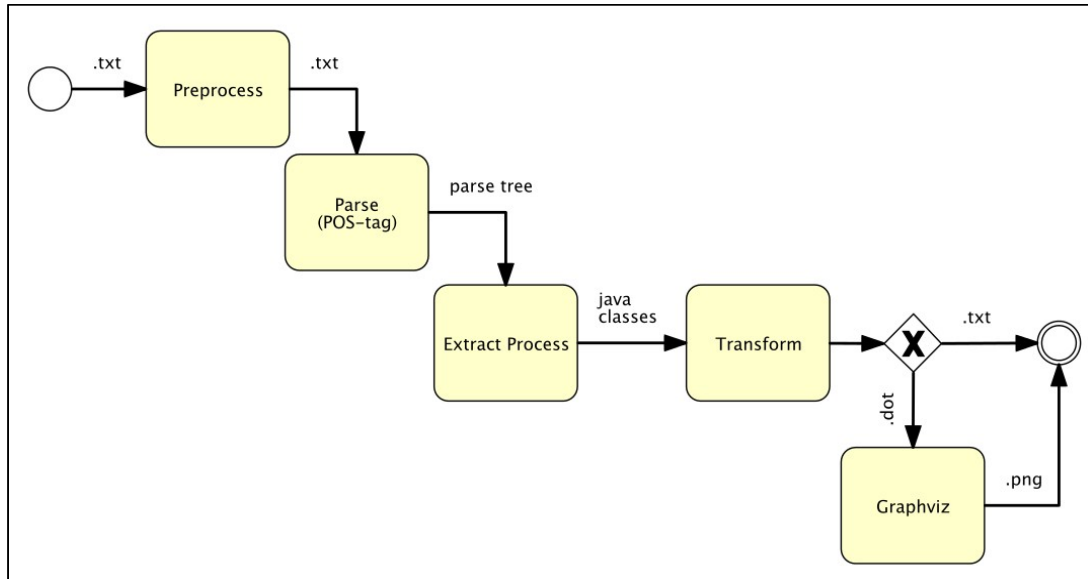 .txt
Preprocess
.txt
Parse
(POS-tag)
parse tree
Extract Process
java
classes
Transform
X
.txt
.dot
Graphviz
.png